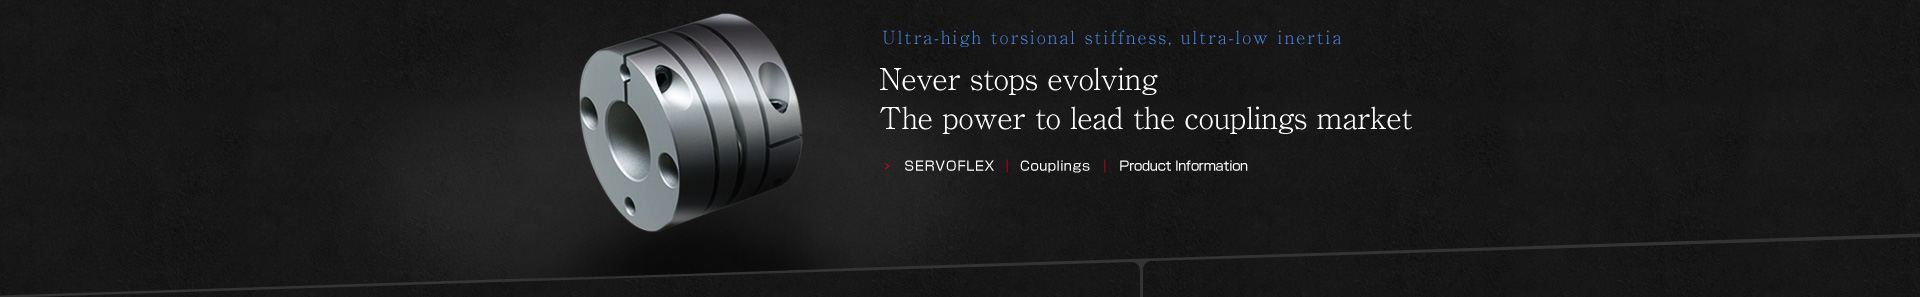 Ultra-high torsional stiffness, ultra-low inertia
Never stops evolving
The power to lead the couplings market
> SERVOFLEX | Couplings | Product Information